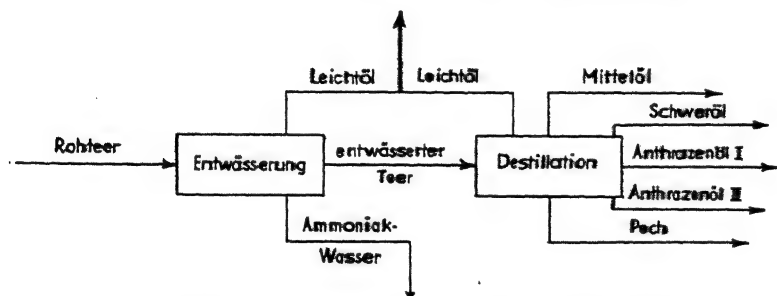 Leichtöl Leichtöl Mittelöl
Schweröl
Rohteer Entwässerung entwässerter Teer Destillation Anthrazenöl I
Anthrazenöl II
Ammoniak-
Wasser
Pech